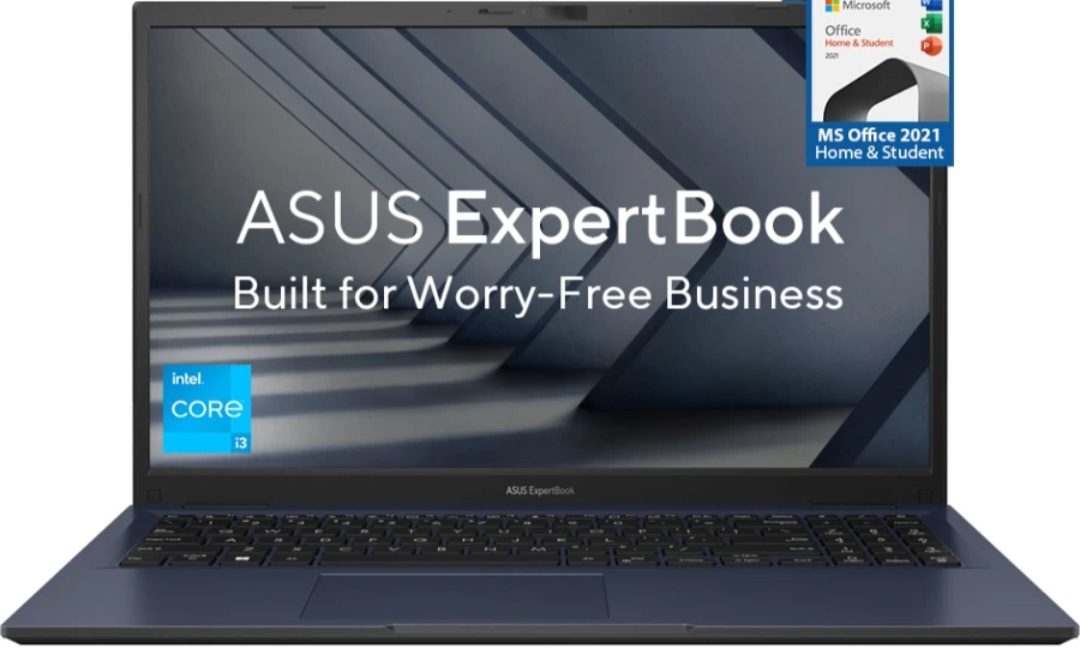 Microsoft
Office
Home & Student
2021
MS Office 2021
Home & Student
ASUS ExpertBook
Built for Worry-Free Business
intel.
CORE
i3
ASUS ExpertBook